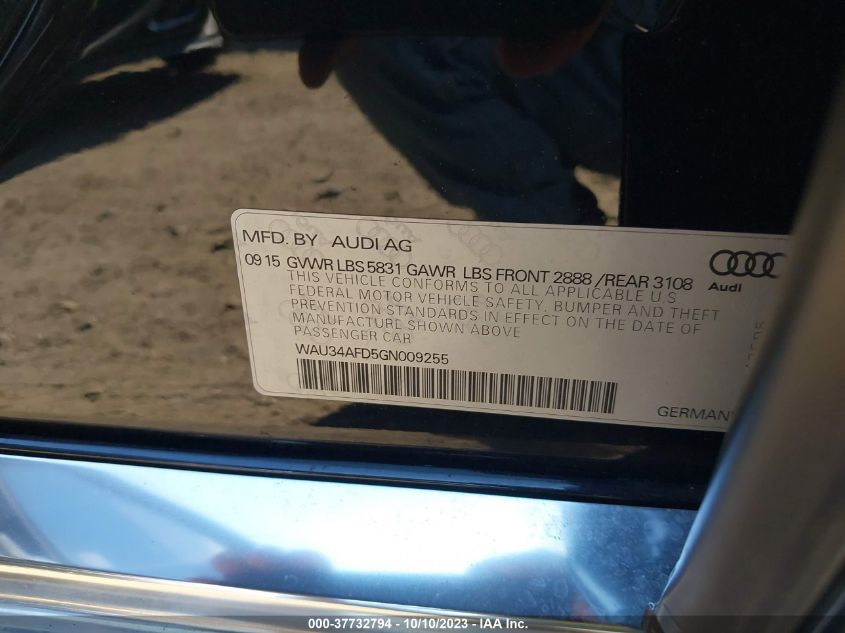 MFD. BY AUDI AG
09 15 GVWR LBS 5831 GAWR LBS FRONT 2888 / REAR 3108
THIS VEHICLE CONFORMS TO ALL APPLICABLE U S
FEDERAL MOTOR VEHICLE SAFETY, BUMPER AND THEFT
PREVENTION STANDARDS IN EFFECT ON THE DATE OF
MANUFACTURE SHOWN ABOVE
PASSENGER CAR
WAU34AFD5GN009255
Audi
GERMANY
000-37732794 - 10/10/2023 - IAAI.com